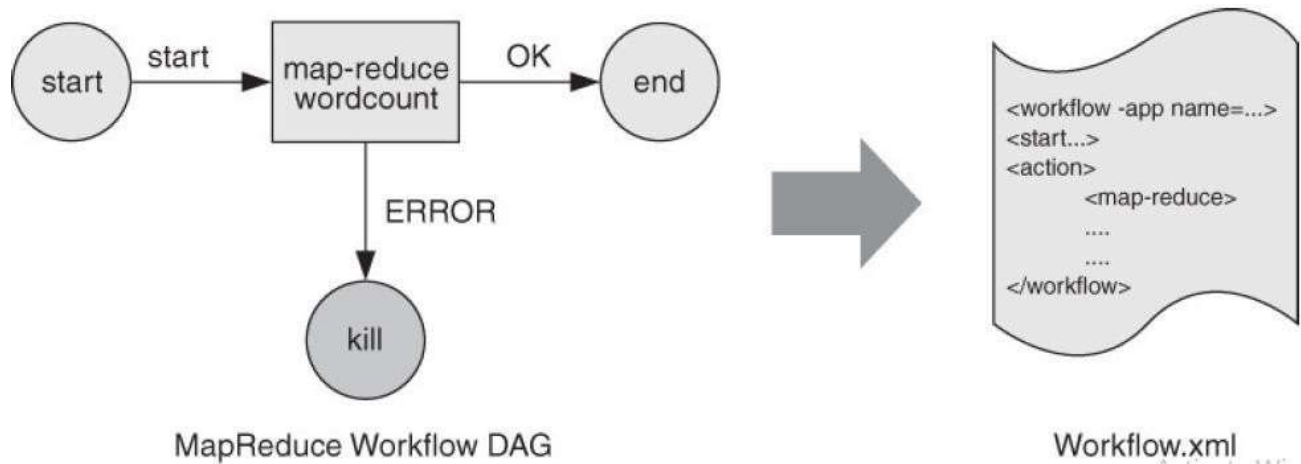 start
start
map-reduce
wordcount
OK
end
ERROR
kill
MapReduce Workflow DAG
<workflow -app name=...>
<start...>
<action>
<map-reduce>
....
....
</workflow>
Workflow.xml